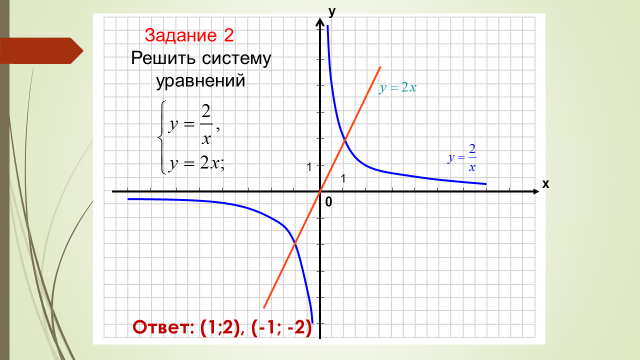 Задание 2
Решить систему
уравнений
y = 2/x,
y = 2x;
y
y = 2x
y = 2/x
1
1
x
0
Ответ: (1;2), (-1; -2)